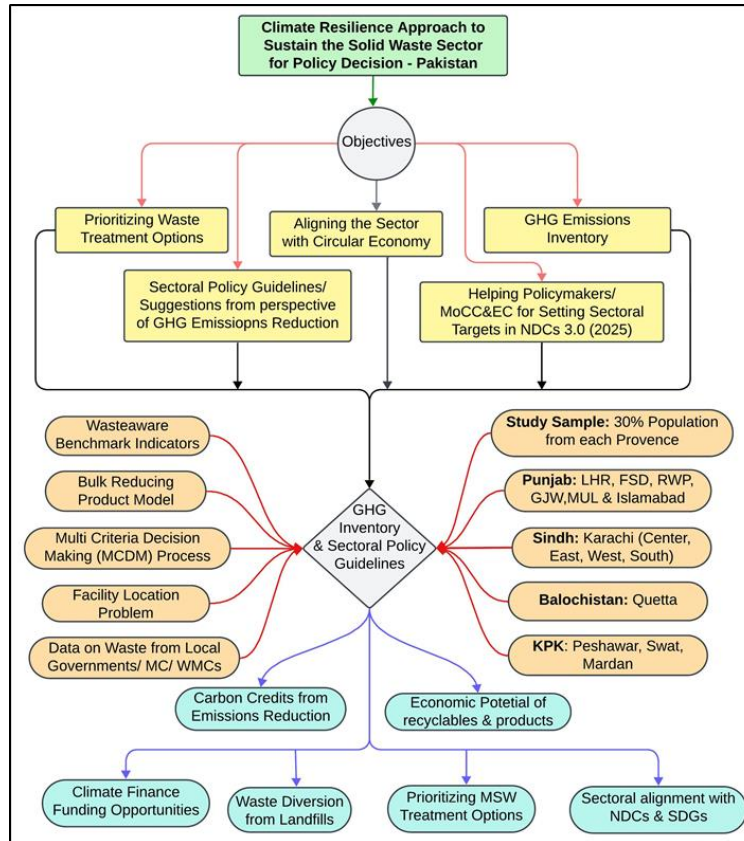 Climate Resilience Approach to
Sustain the Solid Waste Sector
for Policy Decision - Pakistan
Objectives
Prioritizing Waste
Treatment Options
Aligning the Sector
with Circular Economy
GHG Emissions
Inventory
Sectoral Policy Guidelines/
Suggestions from perspective
of GHG Emissiopns Reduction
Helping Policymakers/
MoCC&EC for Setting Sectoral
Targets in NDCs 3.0 (2025)
Wasteaware
Benchmark Indicators
Bulk Reducing
Product Model
Multi Criteria Decision
Making (MCDM) Process
Facility Location
Problem
Data on Waste from Local
Governments/ MC/ WMCs
GHG
Inventory
& Sectoral Policy
Guidelines
Study Sample: 30% Population
from each Provence
Punjab: LHR, FSD, RWP,
GJW,MUL & Islamabad
Sindh: Karachi (Center,
East, West, South)
Balochistan: Quetta
KPK: Peshawar, Swat,
Mardan
Carbon Credits from
Emissions Reduction
Economic Potetial of
recyclables & products
Climate Finance
Funding Opportunities
Waste Diversion
from Landfills
Prioritizing MSW
Treatment Options
Sectoral alignment with
NDCs & SDGs